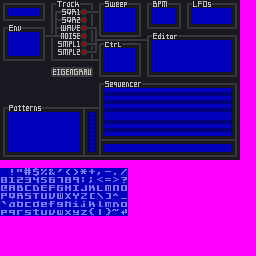 Track Sweep BPM LFOs
SQR1
SQR2
Env WAVE
NOISE Editor
SMPL1 Ctrl
SMPL2
EIGENGRAU
Sequencer
Patterns
!"#$%&'()*+,-./
0123456789:;<=>?
@ABCDEFGHIJKLMNO
PQRSTUVWXYZ[\]^_
`abcdefghijklmno
pqrstuvwxyz{|}~